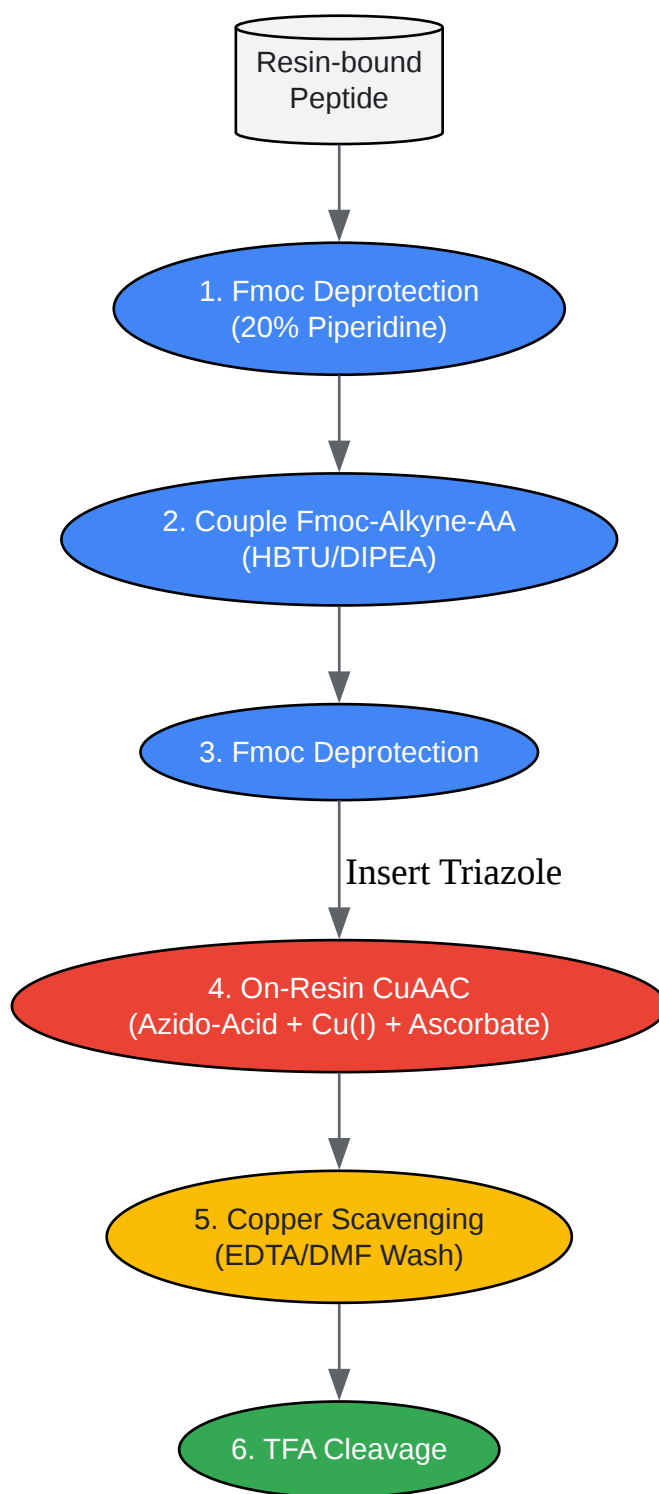 Resin-bound
Peptide
1. Fmoc Deprotection
(20% Piperidine)
2. Couple Fmoc-Alkyne-AA
(HBTU/DIPEA)
3. Fmoc Deprotection
Insert Triazole
4. On-Resin CuAAC
(Azido-Acid + Cu(I) + Ascorbate)
5. Copper Scavenging
(EDTA/DMF Wash)
6. TFA Cleavage